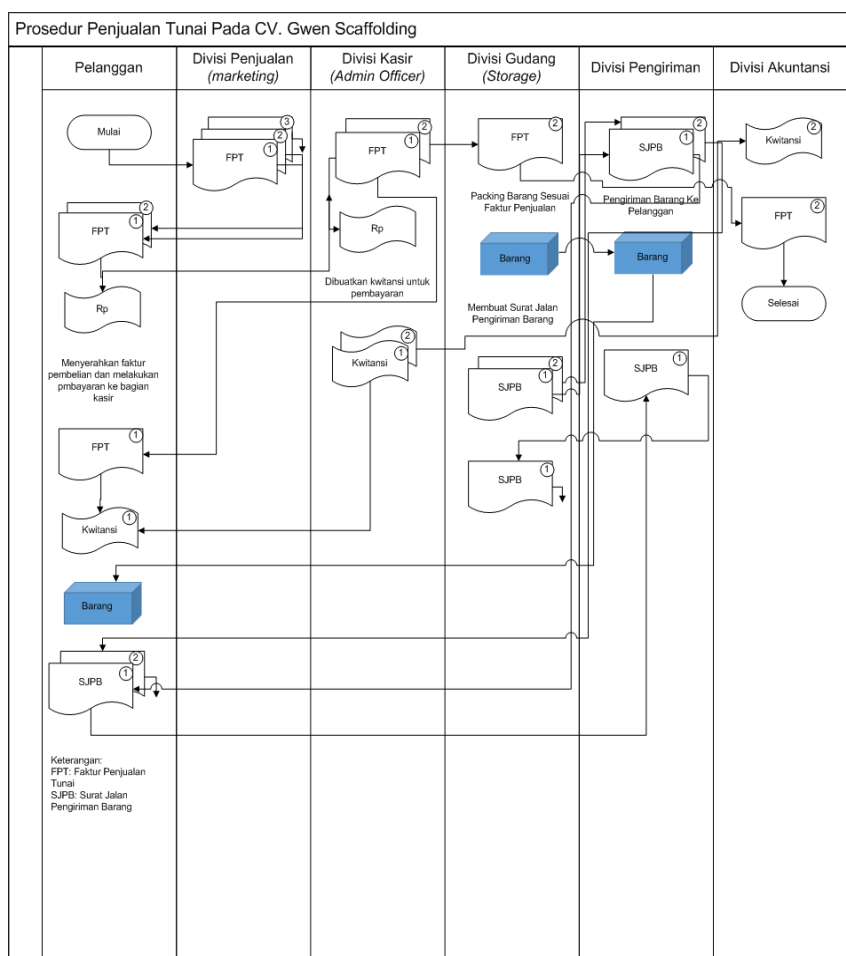 Prosedur Penjualan Tunai Pada CV. Gwen Scaffolding
Pelanggan
Divisi Penjualan
(marketing)
Divisi Kasir
(Admin Officer)
Divisi Gudang
(Storage)
Divisi Pengiriman
Divisi Akuntansi
Mulai
3
2
1
FPT
2
1
FPT
2
FPT
2
1
SJPB
2
Kwitansi
Packing Barang Sesuai
Faktur Penjualan
Pengiriman Barang Ke
Pelanggan
2
1
FPT
Rp
2
FPT
Barang
Barang
Rp
Dibuatkan kwitansi untuk
pembayaran
Selesai
Membuat Surat Jalan
Pengiriman Barang
2
1
Kwitansi
Menyerahkan faktur
pembelian dan melakukan
pmbayaran ke bagian
kasir
2
1
SJPB
1
SJPB
1
FPT
1
SJPB
1
Kwitansi
Barang
2
1
SJPB
Keterangan:
FPT: Faktur Penjualan
Tunai
SJPB: Surat Jalan
Pengiriman Barang